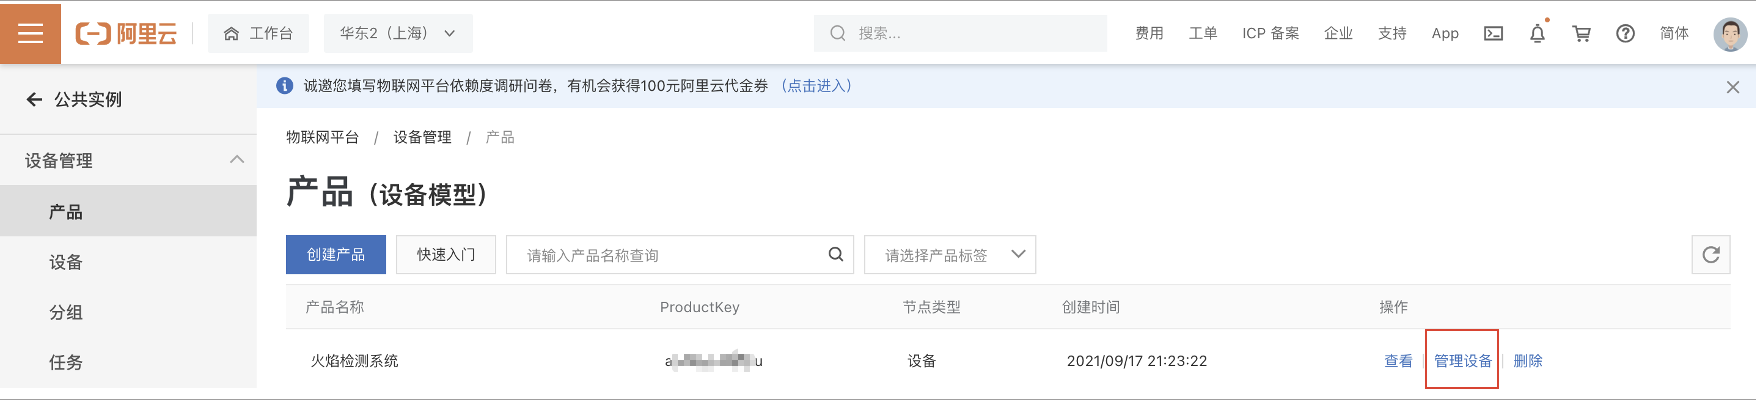 阿里云 工作台 华东2（上海） 搜索... 费用 工单 ICP 备案 企业 支持 App 简体
公共实例
诚邀您填写物联网平台依赖度调研问卷，有机会获得100元阿里云代金券 （点击进入）
设备管理
产品
设备
分组
任务
物联网平台 / 设备管理 / 产品
产品（设备模型）
创建产品 快速入门 请输入产品名称查询 请选择产品标签
产品名称 ProductKey 节点类型 创建时间 操作
火焰检测系统 a u 设备 2021/09/17 21:23:22 查看 管理设备 删除